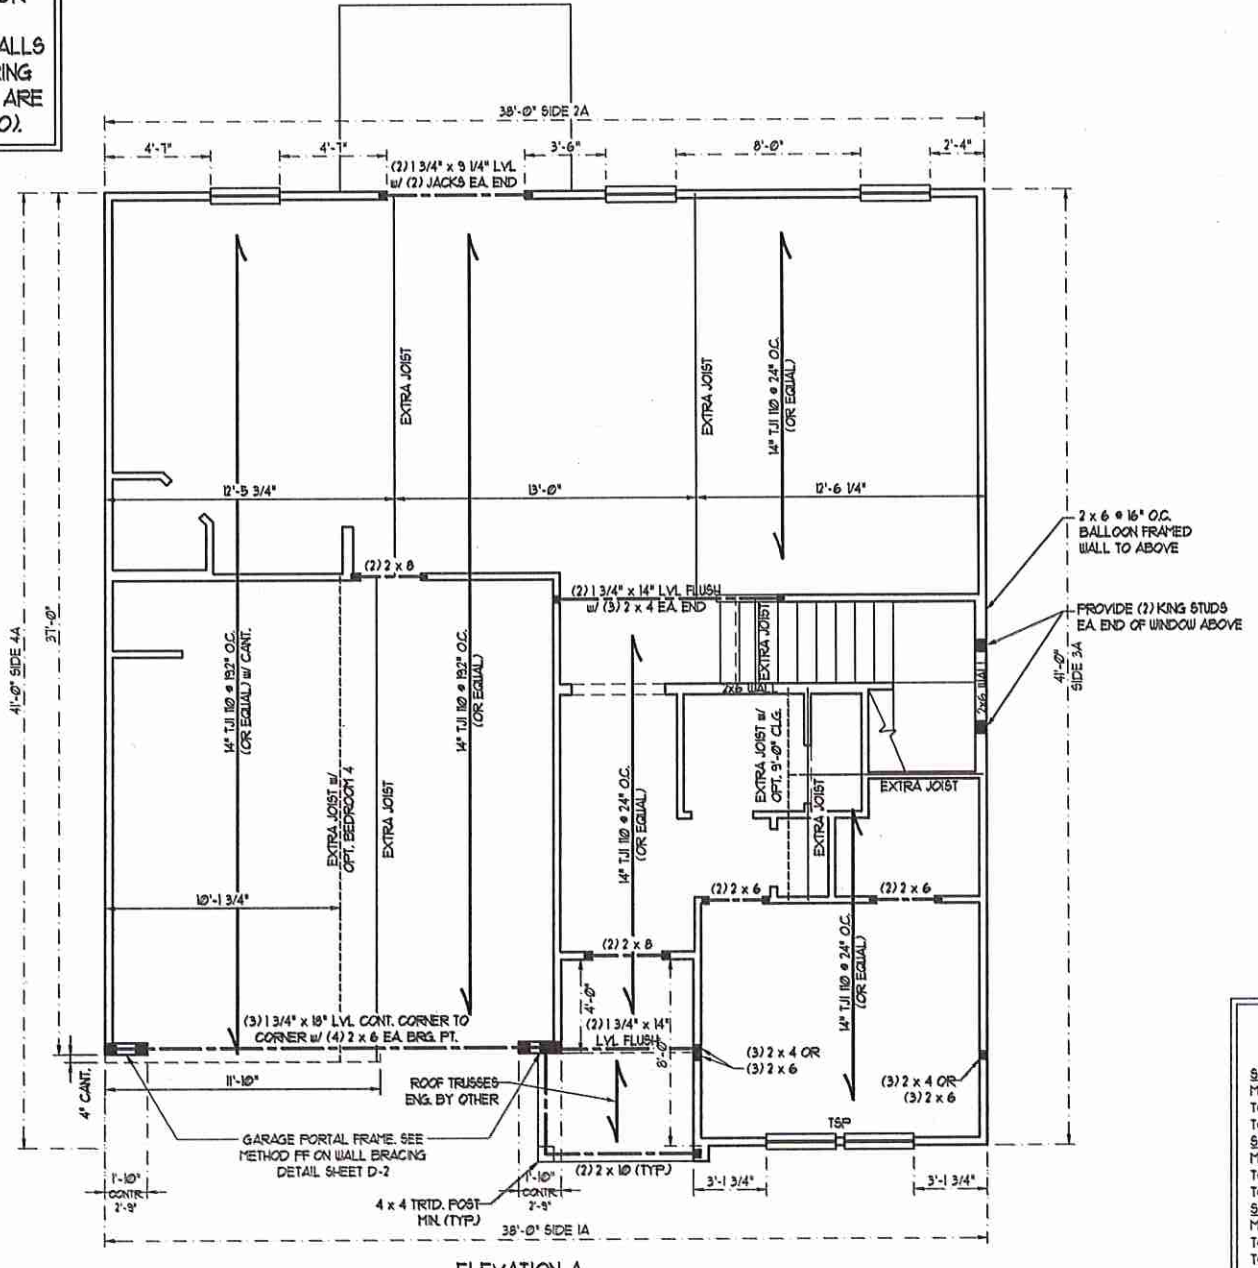 ALLS
ARE
38'-0" SIDE 2A
4'-7"
4'-7"
3'-6"
8'-0"
2'-4"
(2) 1 3/4" x 9 1/4" LVL
w/ (2) JACKS EA. END
EXTRA JOIST
EXTRA JOIST
14" TJI 110 @ 24" O.C.
(OR EQUAL)
12'-5 3/4"
13'-0"
12'-6 1/4"
2 x 6 @ 16" O.C.
BALLOON FRAMED
WALL TO ABOVE
(2) 2 x 8
(2) 1 3/4" x 14" LVL FLUSH
w/ (3) 2 x 4 EA. END
PROVIDE (2) KING STUDS
EA. END OF WINDOW ABOVE
41'-0" SIDE 4A
37'-0"
41'-0"
SIDE 3A
EXTRA JOIST
2x6 WALL
2x6 WALL
14" TJI 110 @ 19.2" O.C.
(OR EQUAL) w/ CANT.
14" TJI 110 @ 19.2" O.C.
(OR EQUAL)
EXTRA JOIST w/
OPT. BEDROOM 4
EXTRA JOIST
14" TJI 110 @ 24" O.C.
(OR EQUAL)
EXTRA JOIST w/
OPT. 9'-0" CLG.
EXTRA JOIST
EXTRA JOIST
(2) 2 x 6
(2) 2 x 6
10'-1 3/4"
14" TJI 110 @ 24" O.C.
(OR EQUAL)
(2) 2 x 8
4'-0"
8'-0"
(3) 1 3/4" x 18" LVL CONT. CORNER TO
CORNER w/ (4) 2 x 6 EA. BRG. PT.
(2) 1 3/4" x 14"
LVL FLUSH
(3) 2 x 4 OR
(3) 2 x 6
(3) 2 x 4 OR
(3) 2 x 6
4" CANT.
11'-10"
ROOF TRUSSES
ENG. BY OTHER
TSP
GARAGE PORTAL FRAME. SEE
METHOD PF ON WALL BRACING
DETAIL SHEET D-2
(2) 2 x 10 (TYP.)
1'-10"
CONTR.
2'-9"
1'-10"
CONTR.
2'-9"
4 x 4 TRTD. POST
MIN. (TYP.)
3'-1 3/4"
3'-1 3/4"
38'-0" SIDE 1A
ELEVATION A